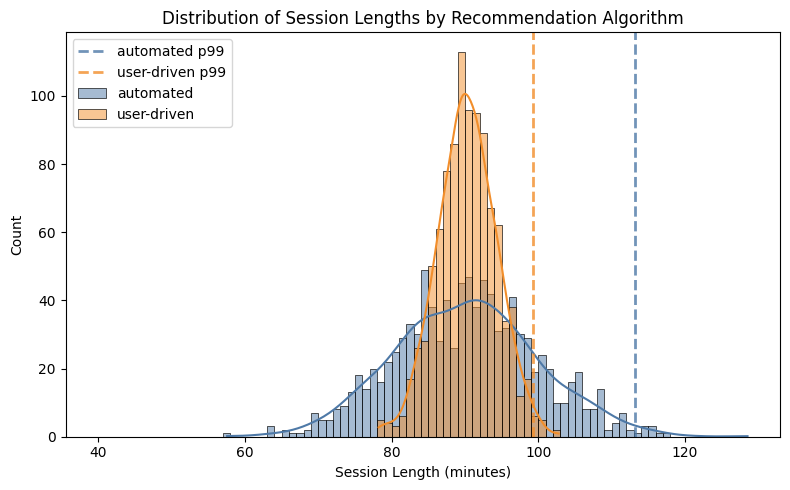 Distribution of Session Lengths by Recommendation Algorithm
automated p99
user-driven p99
automated
user-driven
Count
100
80
60
40
20
0
40
60
80
100
120
Session Length (minutes)